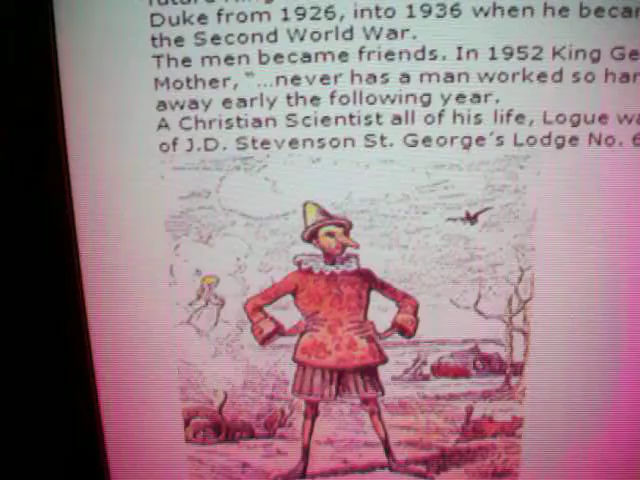 Duke from 1926, into 1936 when he becar
the Second World War.
The men became friends. In 1952 King Ge
Mother, "...never has a man worked so har
away early the following year.
A Christian Scientist all of his life, Logue wa
of J.D. Stevenson St. George's Lodge No. 6